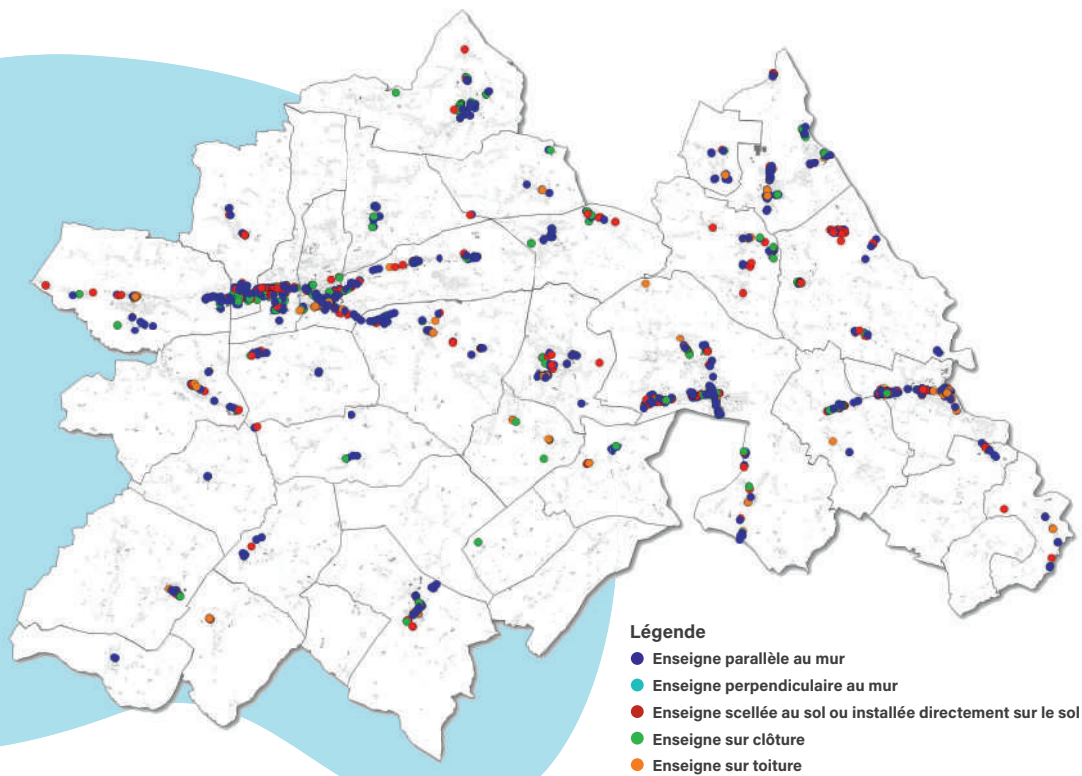 Légende
Enseigne parallèle au mur
Enseigne perpendiculaire au mur
Enseigne scellée au sol ou installée directement sur le sol
Enseigne sur clôture
Enseigne sur toiture